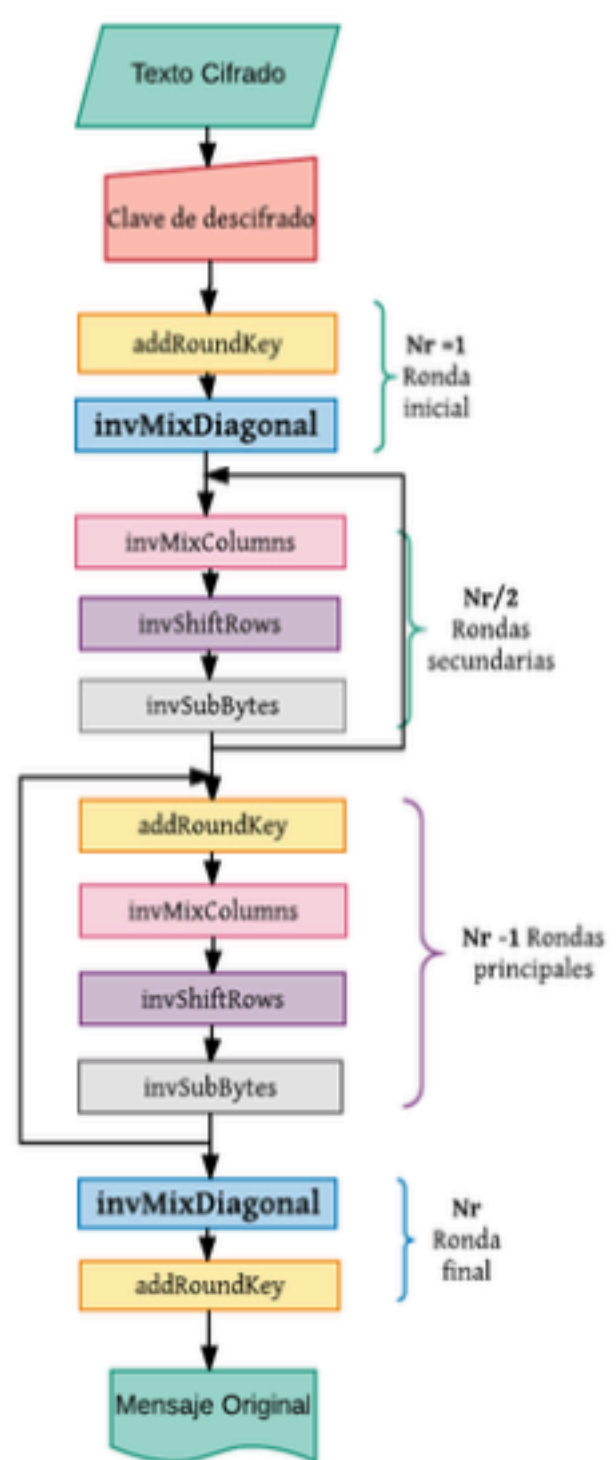 Texto Cifrado
Clave de descifrado
addRoundKey
Nr =1
Ronda
inicial
invMixDiagonal
invMixColumns
invShiftRows
Nr/2
Rondas
secundarias
invSubBytes
addRoundKey
invMixColumns
Nr -1 Rondas
principales
invShiftRows
invSubBytes
invMixDiagonal
Nr
Ronda
final
addRoundKey
Mensaje Original